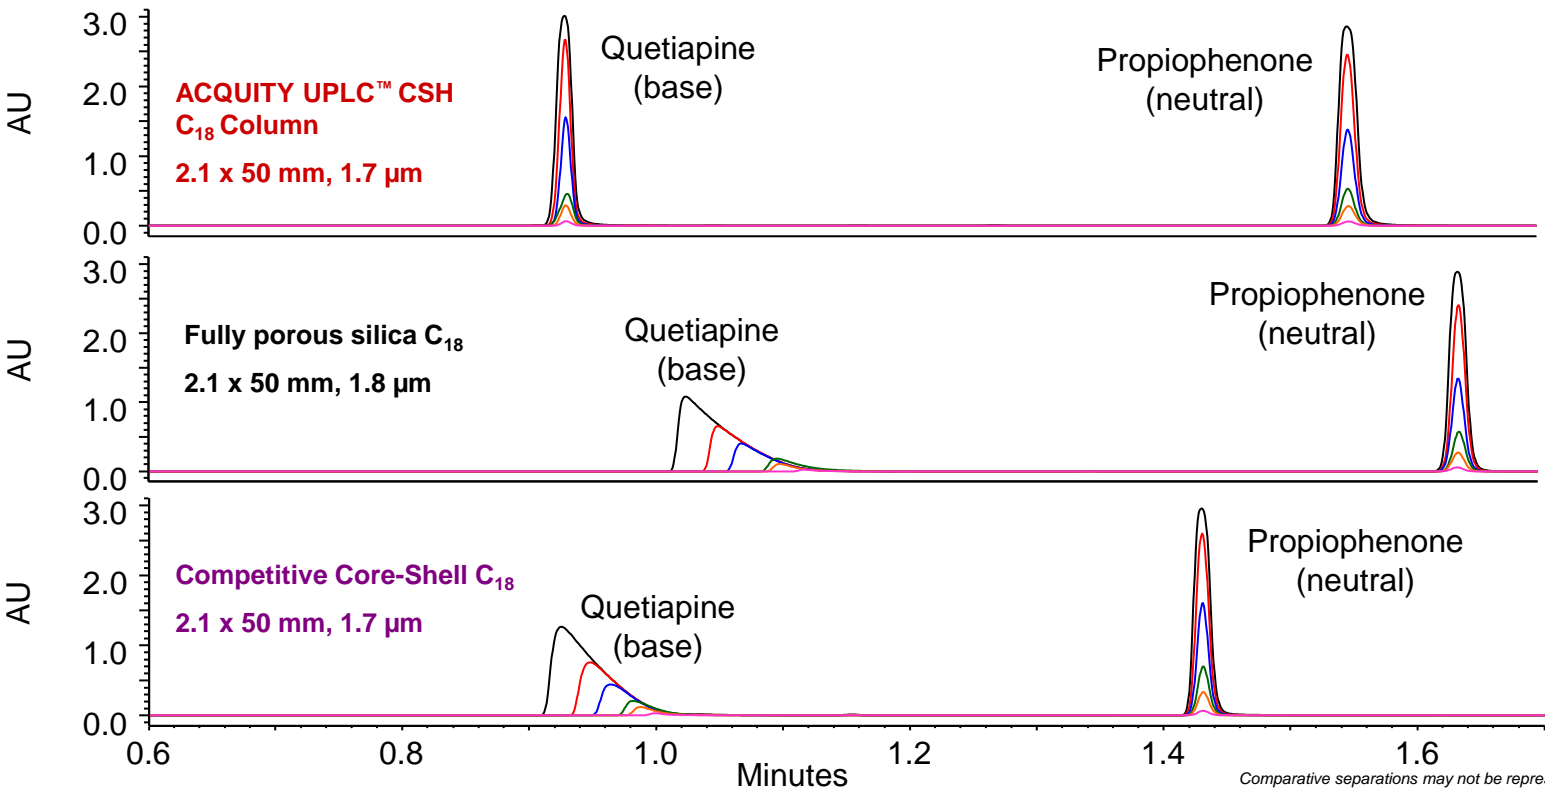 3.0
2.0
1.0
0.0
AU
ACQUITY UPLC™ CSH
C18 Column
2.1 x 50 mm, 1.7 µm
Quetiapine
(base)
Propiophenone
(neutral)
3.0
2.0
1.0
0.0
AU
Fully porous silica C18
2.1 x 50 mm, 1.8 µm
Quetiapine
(base)
Propiophenone
(neutral)
3.0
2.0
1.0
0.0
AU
Competitive Core-Shell C18
2.1 x 50 mm, 1.7 µm
Quetiapine
(base)
Propiophenone
(neutral)
0.6 0.8 1.0 1.2 1.4 1.6
Minutes
Comparative separations may not be